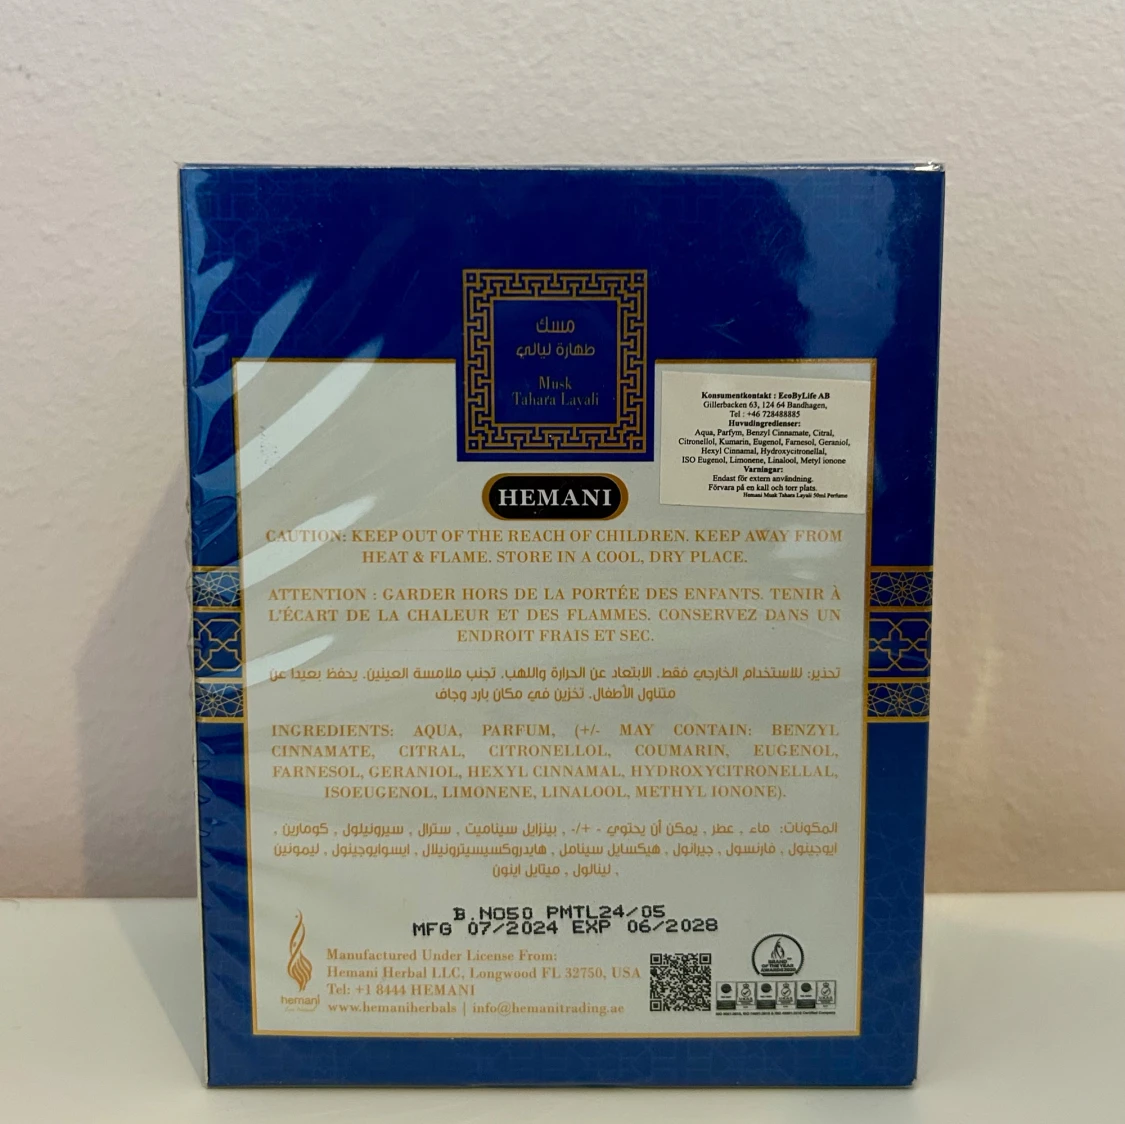 مسك
طهارة ليالي
Musk
Tahara Layali
Konsumentkontakt : EcoByLife AB
Gillerbacken 63, 124 64 Bandhagen,
Tel : +46 728488885
Huvudingredienser:
Aqua, Parfym, Benzyl Cinnamate, Citral,
Citronellol, Kumarin, Eugenol, Farnesol, Geraniol,
Hexyl Cinnamal, Hydroxycitronellal,
ISO Eugenol, Limonene, Linalool, Metyl ionone
Varningar:
Endast för extern användning.
Förvara på en kall och torr plats.
Hemani Musk Tahara Layali 50ml Perfume
HEMANI
CAUTION: KEEP OUT OF THE REACH OF CHILDREN. KEEP AWAY FROM
HEAT & FLAME. STORE IN A COOL, DRY PLACE.
ATTENTION : GARDER HORS DE LA PORTÉE DES ENFANTS. TENIR À
L'ÉCART DE LA CHALEUR ET DES FLAMMES. CONSERVEZ DANS UN
ENDROIT FRAIS ET SEC.
تحذير: للاستخدام الخارجي فقط. الابتعاد عن الحرارة واللهب. تجنب ملامسة العينين. يحفظ بعيدا عن
متناول الأطفال. تخزين في مكان بارد وجاف
INGREDIENTS: AQUA, PARFUM, (+/- MAY CONTAIN: BENZYL
CINNAMATE, CITRAL, CITRONELLOL, COUMARIN, EUGENOL,
FARNESOL, GERANIOL, HEXYL CINNAMAL, HYDROXYCITRONELLAL,
ISOEUGENOL, LIMONENE, LINALOOL, METHYL IONONE).
المكونات: ماء , عطر , يمكن أن يحتوي - +/- , بينزايل سيناميت , سترال , سيرونيلول , كومارين ,
ايوجينول , فارنسول , جيرانول , هيكسايل سينامل , هايدروكسيسيترونيلال , ايسوايوجينول , ليمونين
, لينالول , ميثايل اينون
B.NO50 PMTL24/05
MFG 07/2024 EXP 06/2028
hemani
Manufactured Under License From:
Hemani Herbal LLC, Longwood FL 32750, USA
Tel: +1 8444 HEMANI
www.hemaniherbals | info@hemanitrading.ae
BRAND
OF THE YEAR
AWARDS